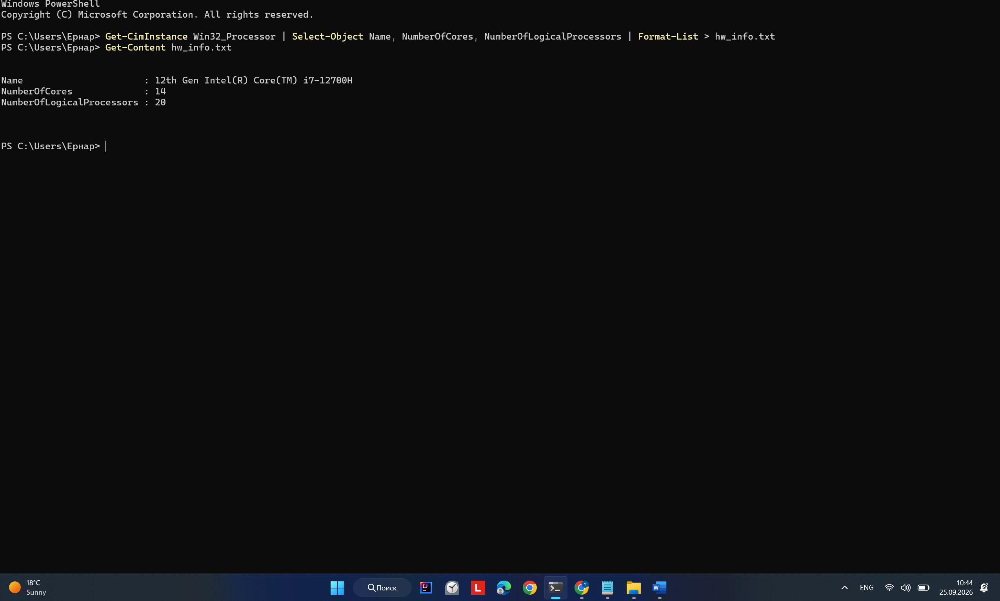 Windows PowerShell
Copyright (C) Microsoft Corporation. All rights reserved.
PS C:\Users\Ернар> Get-CimInstance Win32_Processor | Select-Object Name, NumberOfCores, NumberOfLogicalProcessors | Format-List > hw_info.txt
PS C:\Users\Ернар> Get-Content hw_info.txt
Name                      : 12th Gen Intel(R) Core(TM) i7-12700H
NumberOfCores             : 14
NumberOfLogicalProcessors : 20
PS C:\Users\Ернар>
18°C
Sunny
Поиск
IJ
L
Y
W
ENG
10:44
25.09.2026